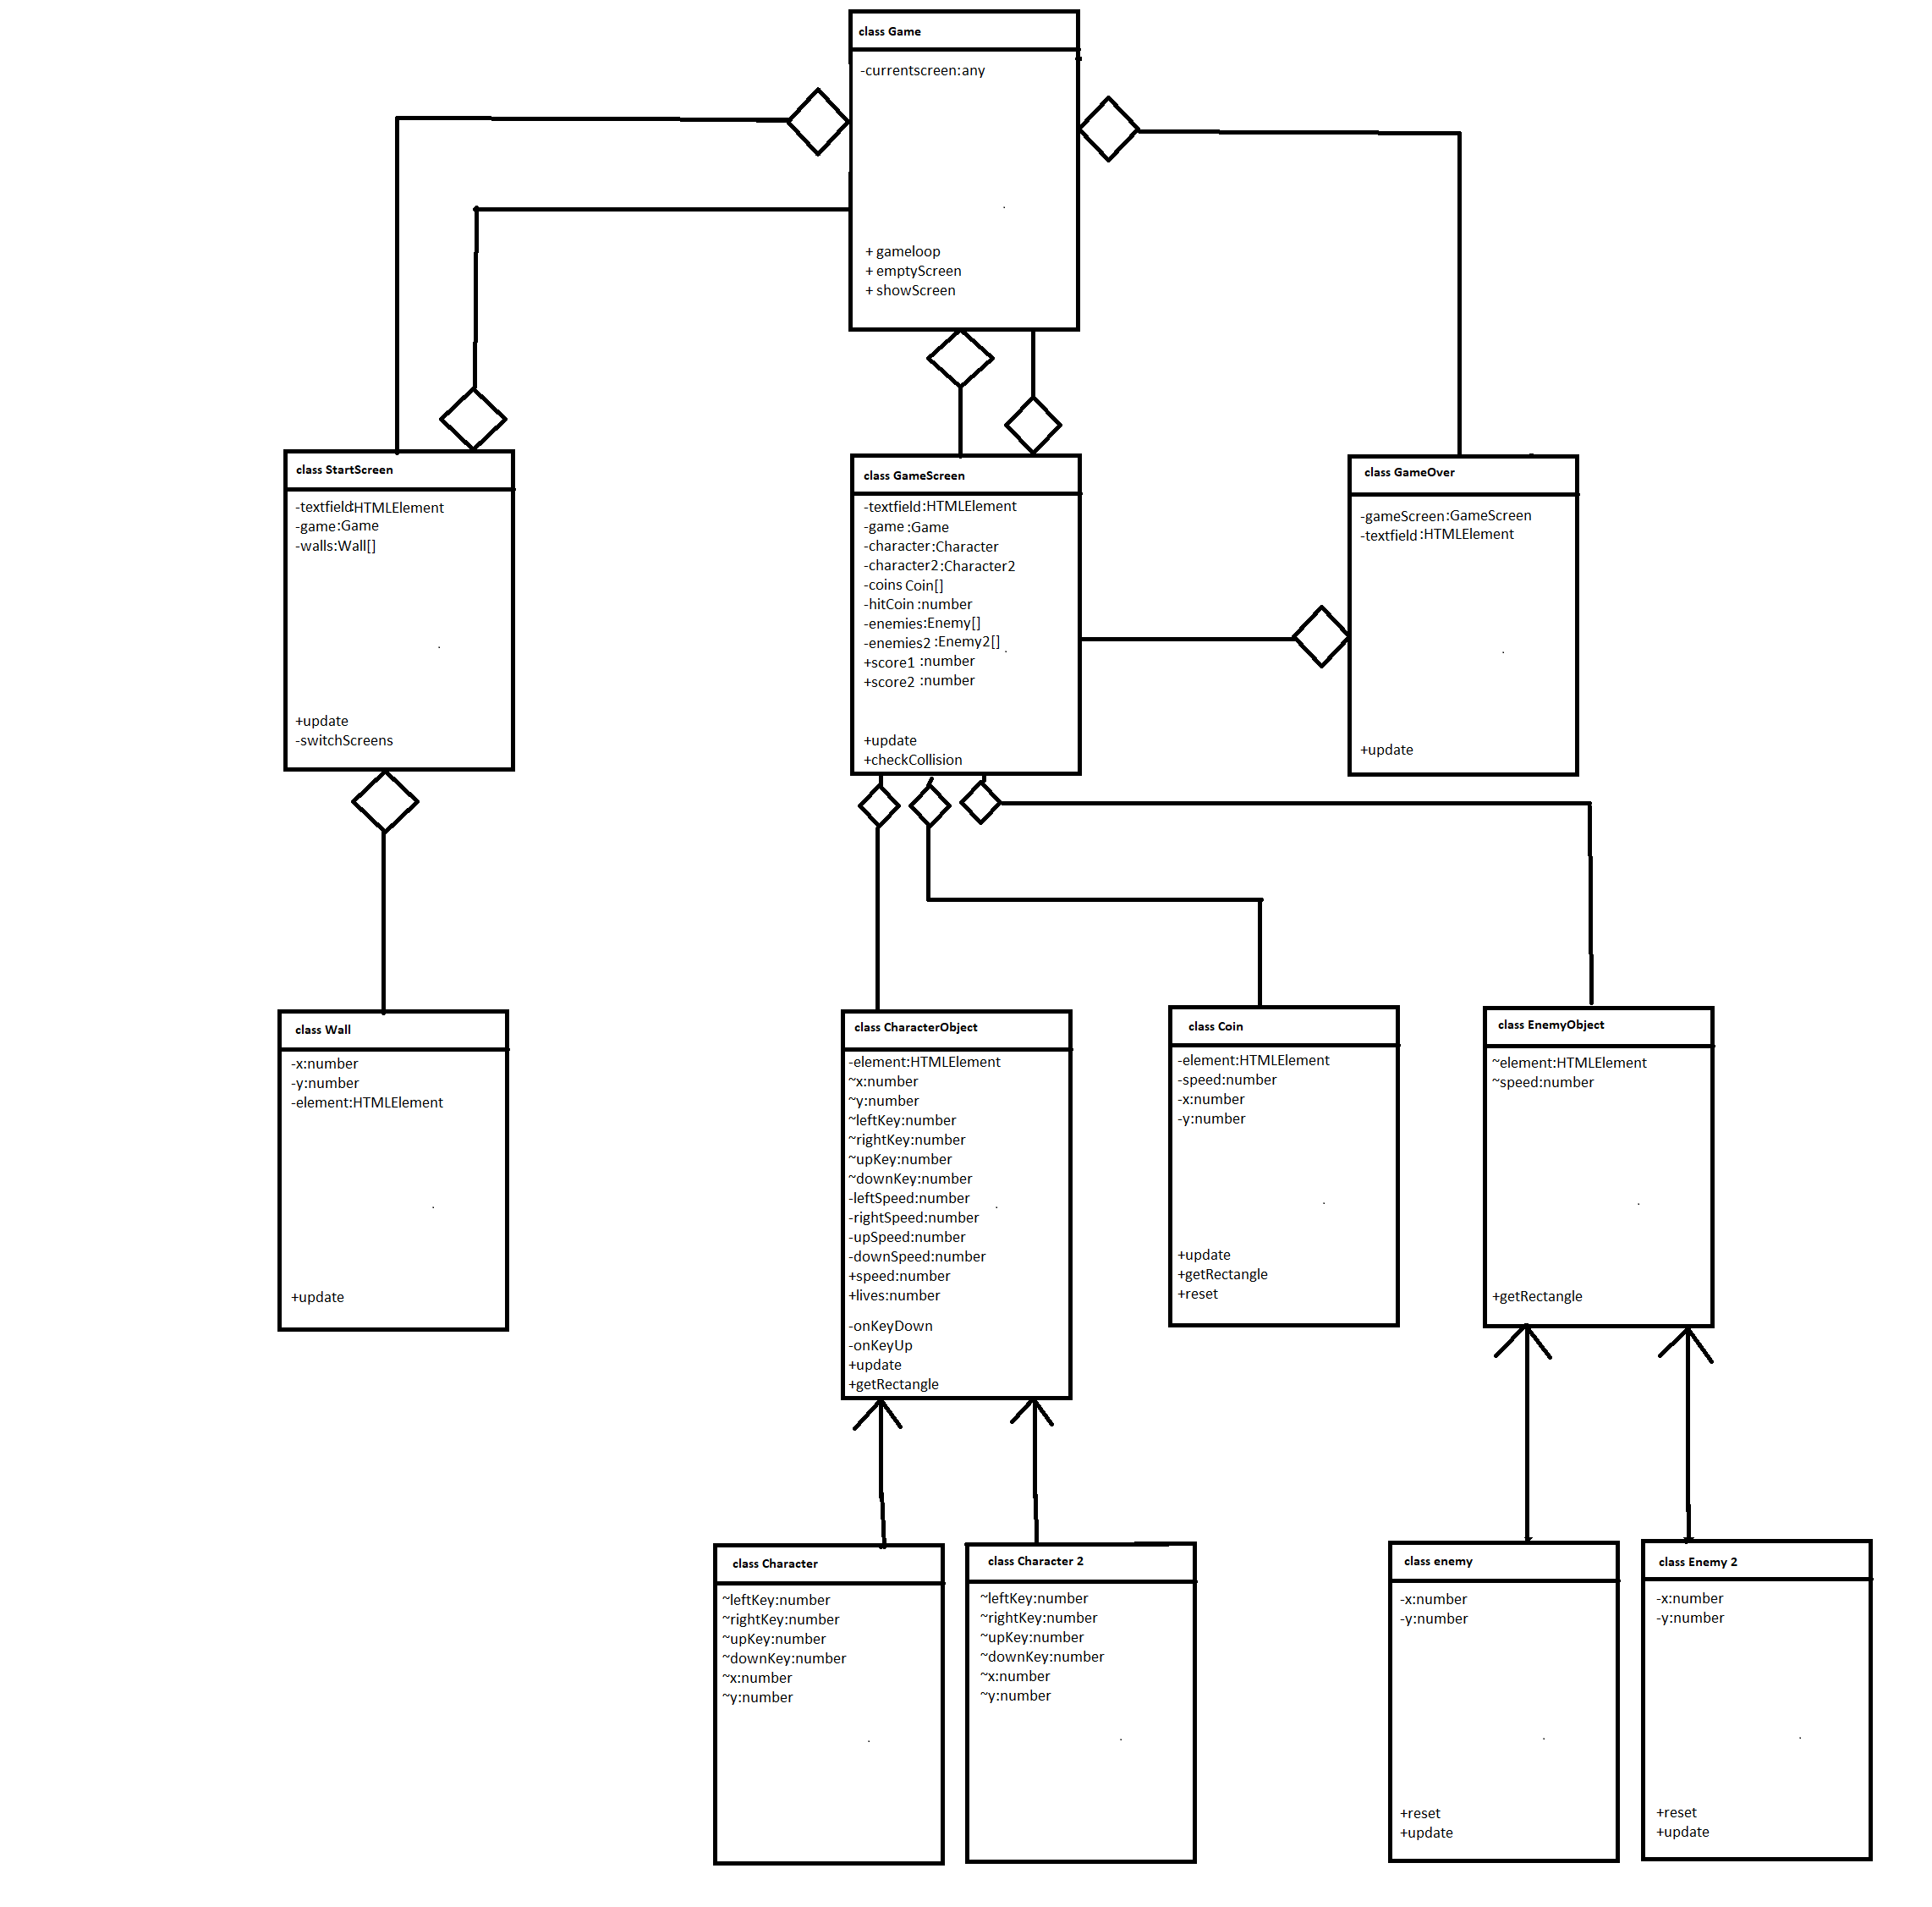 class Game
-currentscreen:any
+ gameloop
+ emptyScreen
+ showScreen
class StartScreen
-textfield:HTMLElement
-game:Game
-walls:Wall[]
+update
-switchScreens
class GameScreen
-textfield:HTMLElement
-game :Game
-character:Character
-character2:Character2
-coins Coin[]
-hitCoin :number
-enemies:Enemy[]
-enemies2 :Enemy2[]
+score1 :number
+score2 :number
+update
+checkCollision
class GameOver
-gameScreen:GameScreen
-textfield:HTMLElement
+update
class Wall
-x:number
-y:number
-element:HTMLElement
+update
class CharacterObject
-element:HTMLElement
~x:number
~y:number
~leftKey:number
~rightKey:number
~upKey:number
~downKey:number
-leftSpeed:number
-rightSpeed:number
-upSpeed:number
-downSpeed:number
+speed:number
+lives:number
-onKeyDown
-onKeyUp
+update
+getRectangle
class Coin
-element:HTMLElement
-speed:number
-x:number
-y:number
+update
+getRectangle
+reset
class EnemyObject
~element:HTMLElement
~speed:number
+getRectangle
class Character
~leftKey:number
~rightKey:number
~upKey:number
~downKey:number
~x:number
~y:number
class Character 2
~leftKey:number
~rightKey:number
~upKey:number
~downKey:number
~x:number
~y:number
class enemy
-x:number
-y:number
+reset
+update
class Enemy 2
-x:number
-y:number
+reset
+update